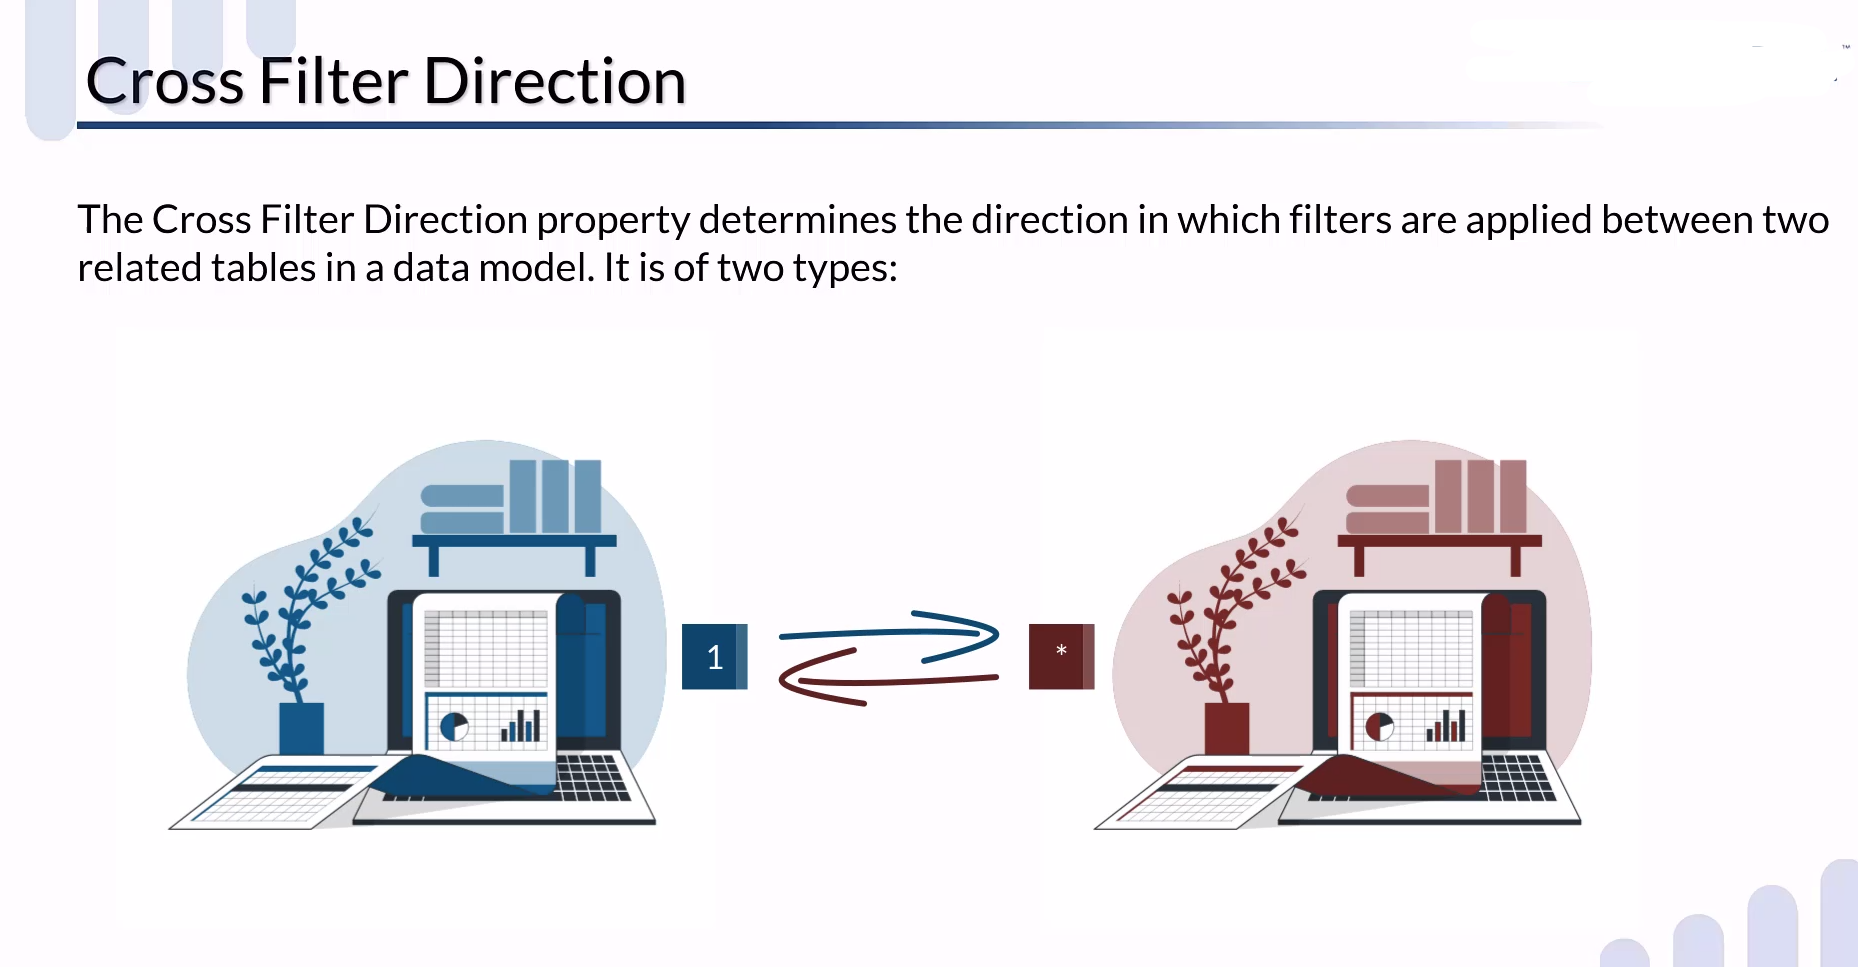 Cross Filter Direction
The Cross Filter Direction property determines the direction in which filters are applied between two
related tables in a data model. It is of two types:
1
*
™